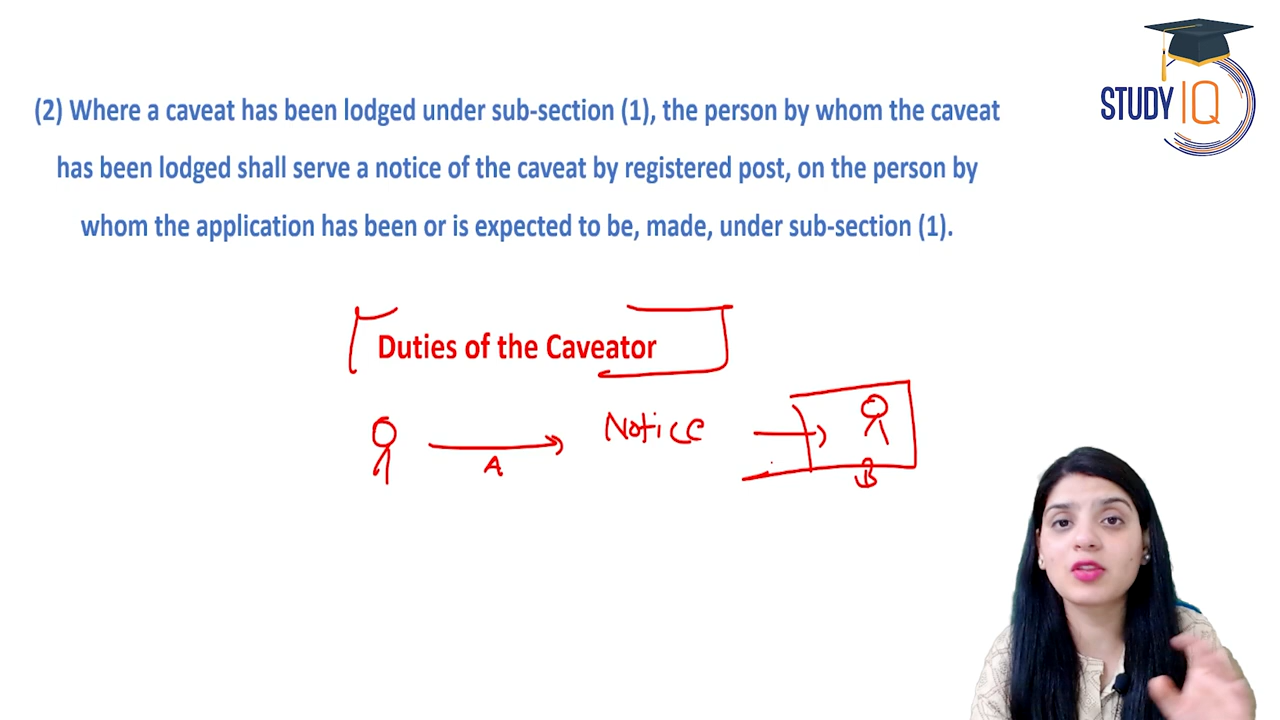 (2) Where a caveat has been lodged under sub-section (1), the person by whom the caveat
has been lodged shall serve a notice of the caveat by registered post, on the person by
whom the application has been or is expected to be, made, under sub-section (1).
STUDY IQ
Duties of the Caveator
Notice
A
B